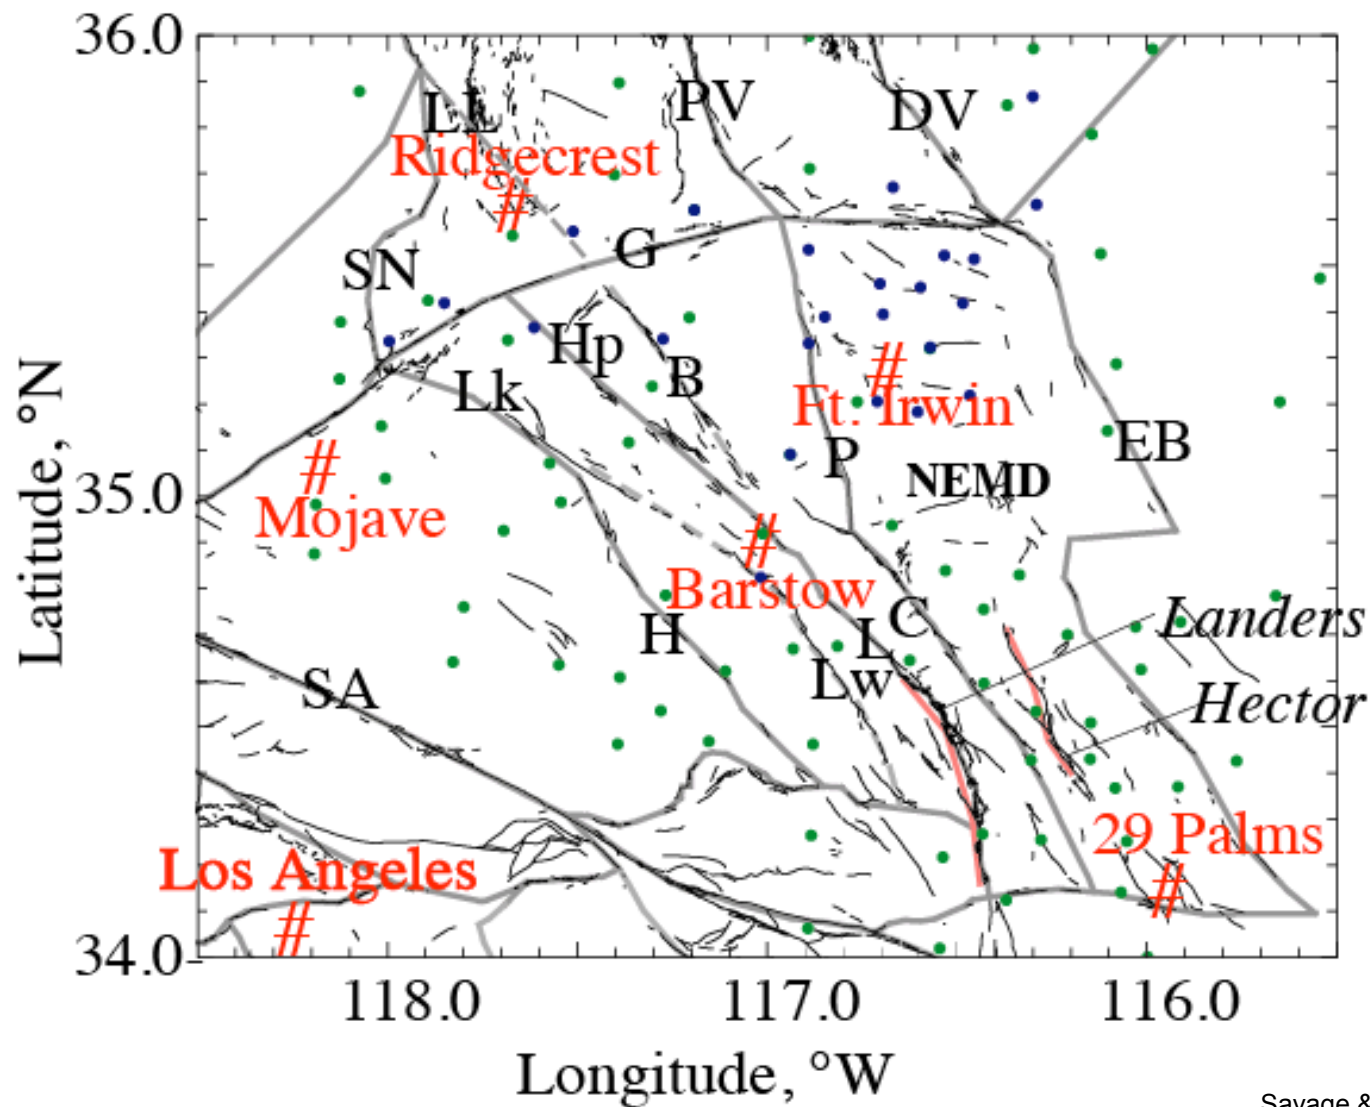 36.0
PV
LL
DV
Ridgecrest
#
G
SN
Hp
#
B
Lk
Ft. Irwin
P
EB
#
NEMD
35.0
Mojave
#
Barstow
Landers
C
H
L
Lw
SA
Hector
29 Palms
#
Los Angeles
#
34.0
118.0
117.0
116.0
Latitude, °N
Longitude, °W
Savage &